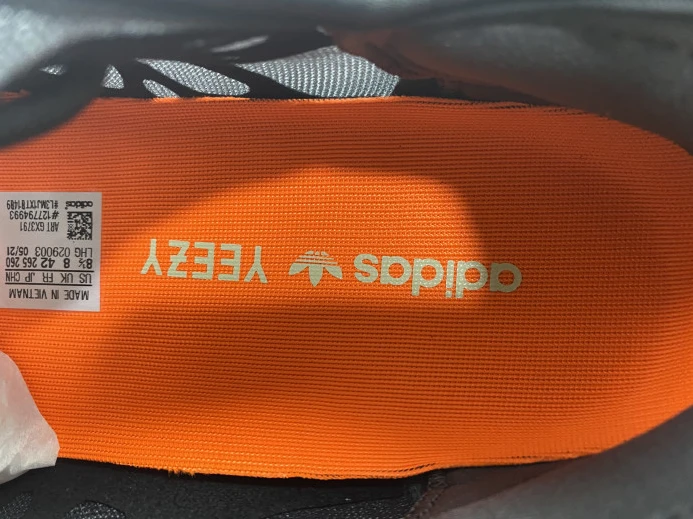 adidas YEEZY
MADE IN VIETNAM
US UK FR JP CHN
8½ 8 42 265 260
LHG 029003 05/21
ART GX3791
#127794993
#L3MJ1XT81489
adidas